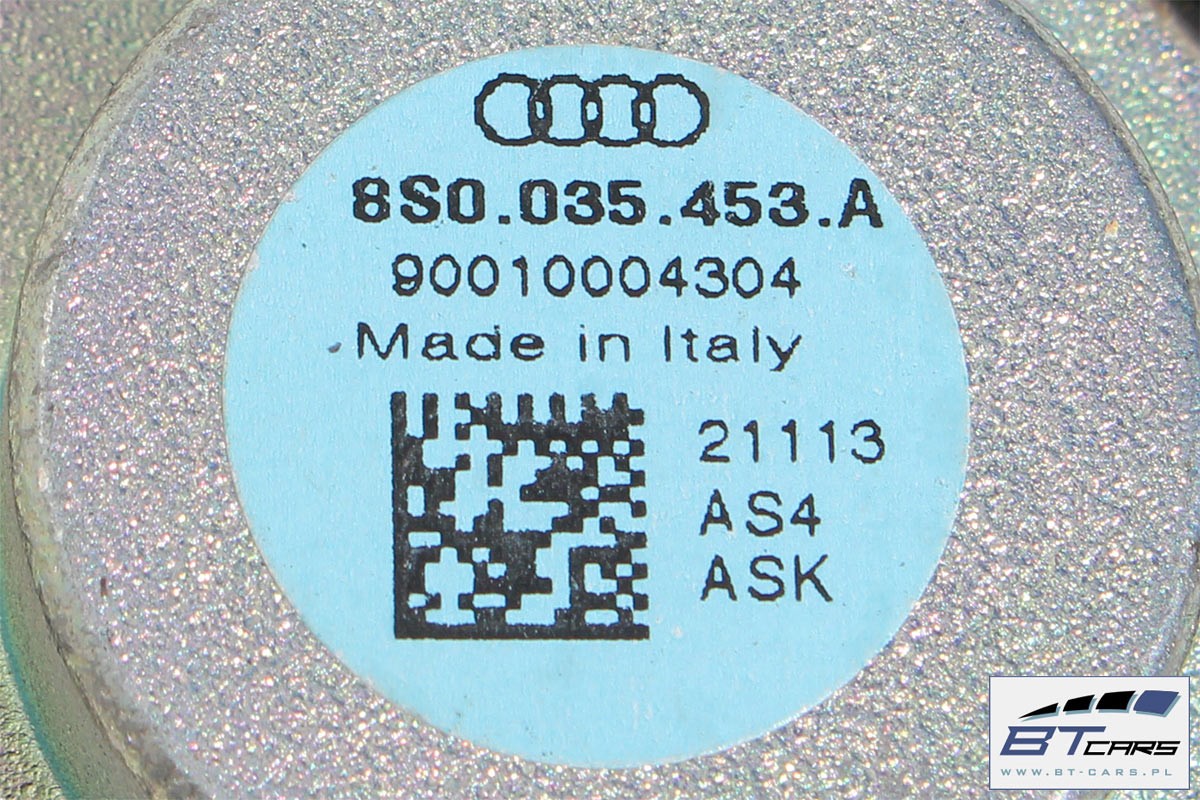 8S0.035.453.A
90010004304
Made in Italy
21113
AS4
ASK
BT CARS
WWW.BT-CARS.PL